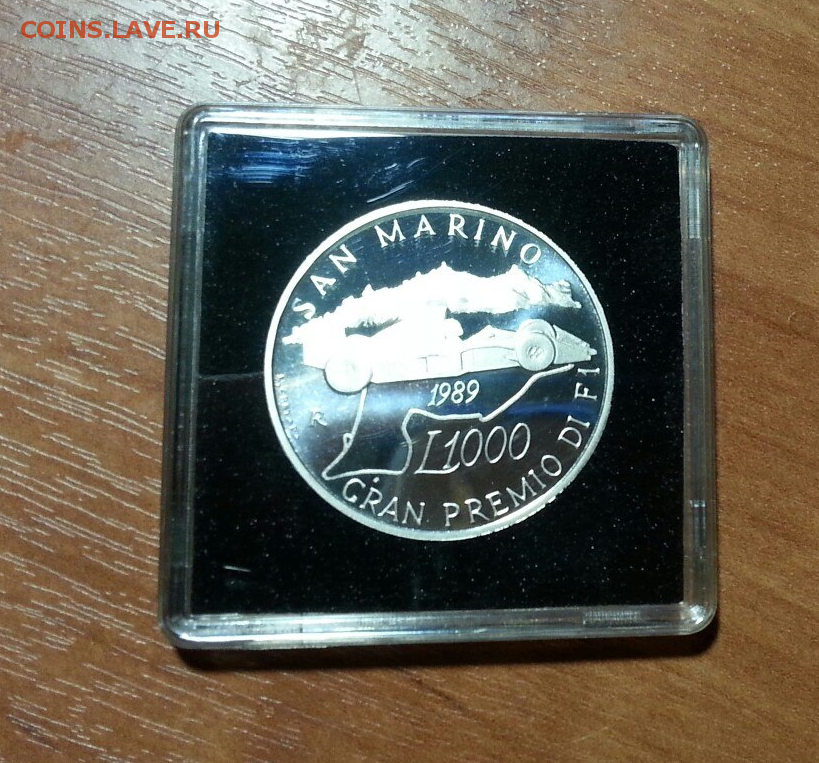 COINS.LAVE.RU
SAN MARINO
1989
R
L1000
GRAN PREMIO DI F1